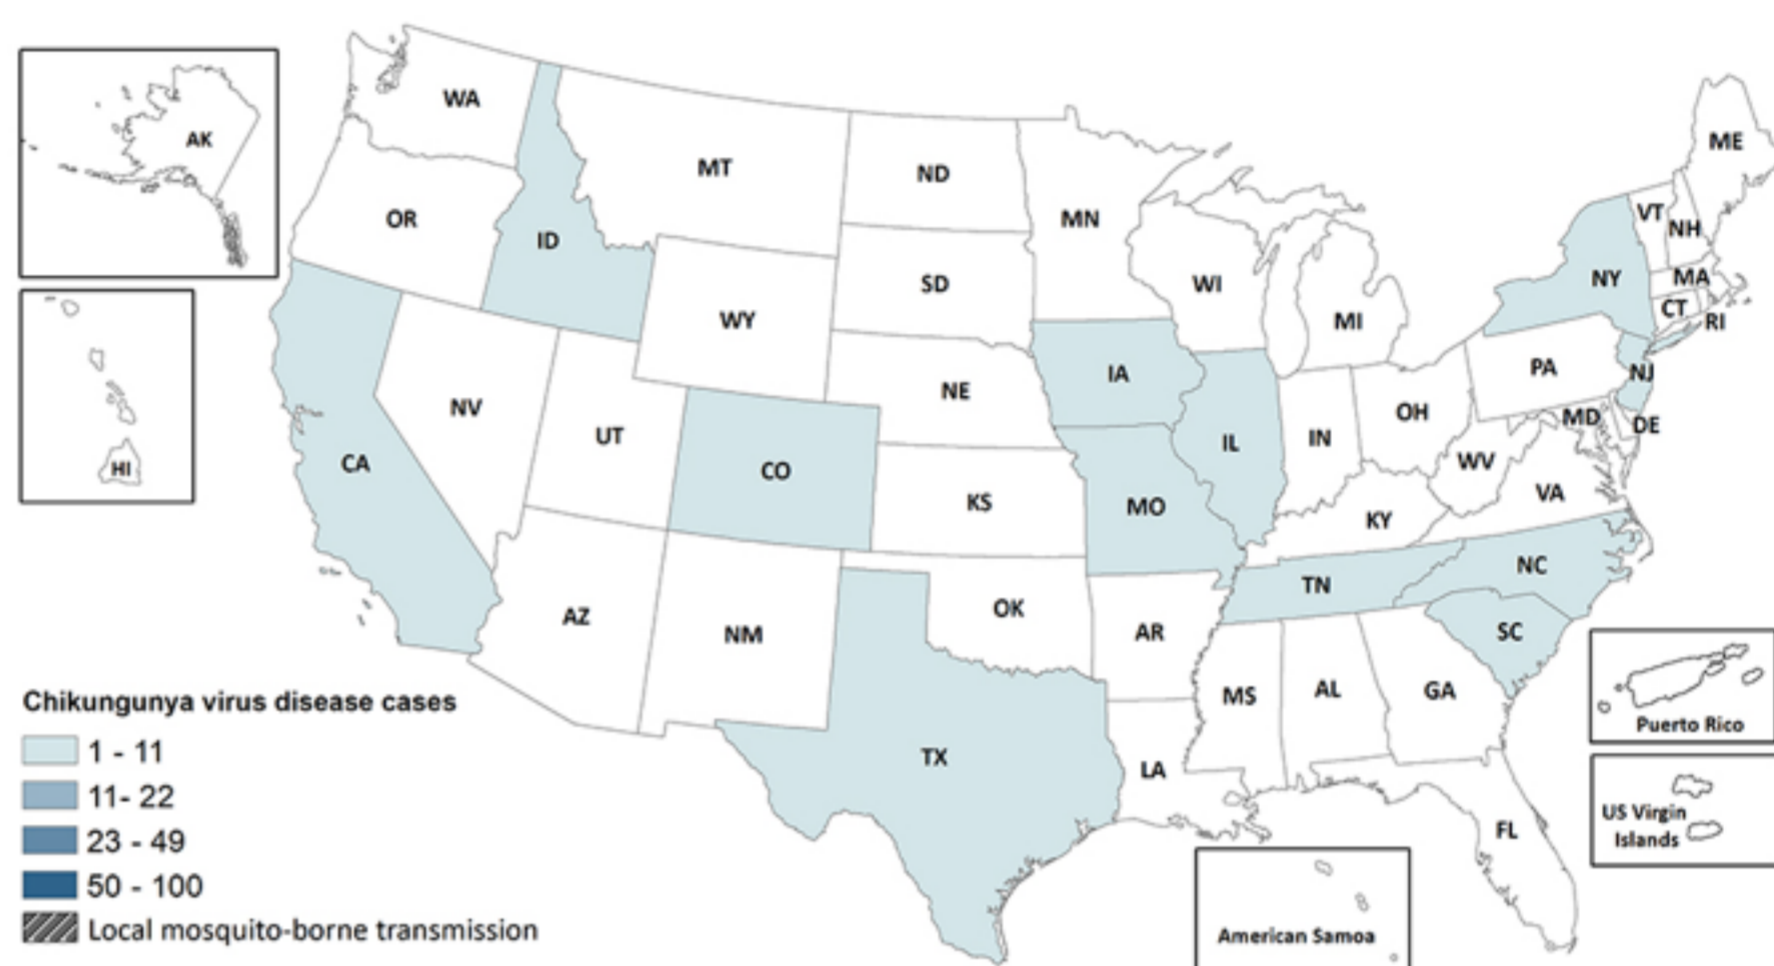 AK
HI
WA
OR
CA
ID
NV
MT
WY
UT
CO
AZ
NM
ND
SD
NE
KS
OK
TX
MN
IA
MO
AR
LA
WI
IL
MI
IN
OH
KY
TN
MS
AL
GA
FL
SC
NC
VA
WV
PA
NY
VT
NH
ME
MA
CT
RI
NJ
DE
MD
Puerto Rico
US Virgin
Islands
American Samoa
Chikungunya virus disease cases
1 - 11
11- 22
23 - 49
50 - 100
Local mosquito-borne transmission